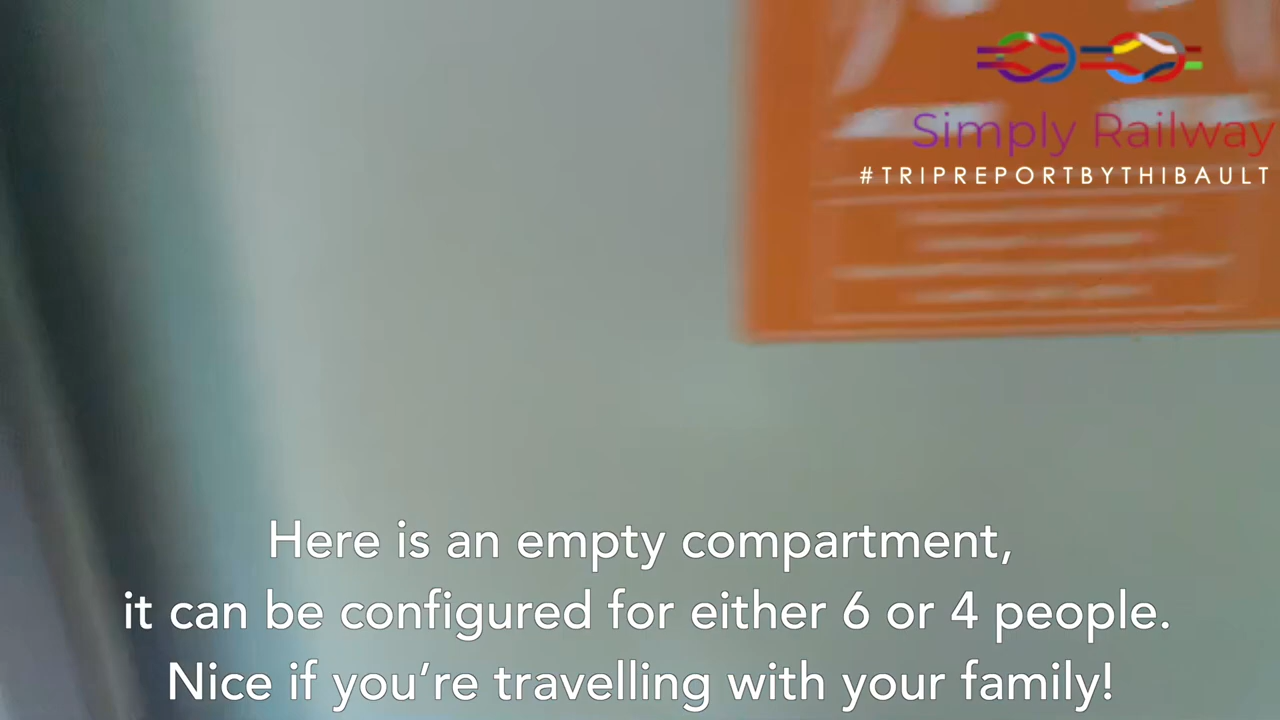 Simply Railway
#TRIPREPORTBYTHIBAULT
Here is an empty compartment,
it can be configured for either 6 or 4 people.
Nice if you’re travelling with your family!